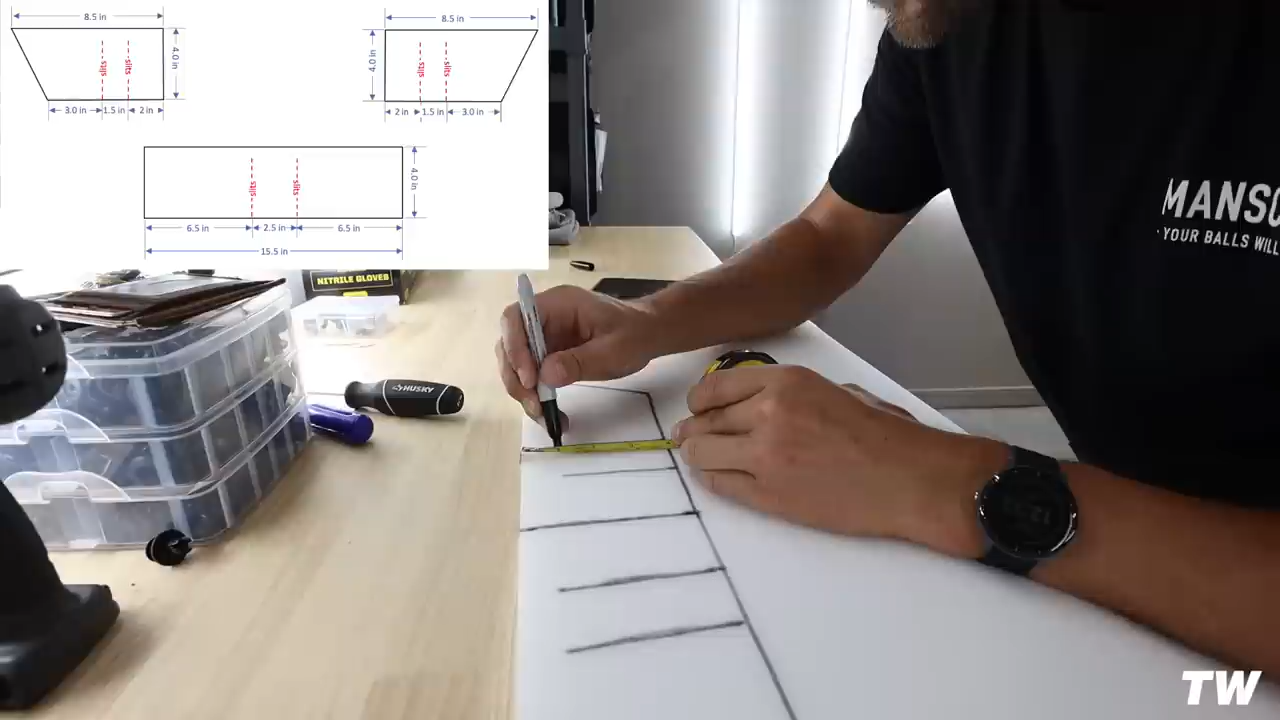 8.5 in
8.5 in
slits
slits
4.0 in
4.0 in
slits
slits
3.0 in
1.5 in
2 in
2 in
1.5 in
3.0 in
slits
slits
4.0 in
6.5 in
2.5 in
6.5 in
15.5 in
NITRILE GLOVES
HUSKY
MANSC
YOUR BALLS WILL
TW